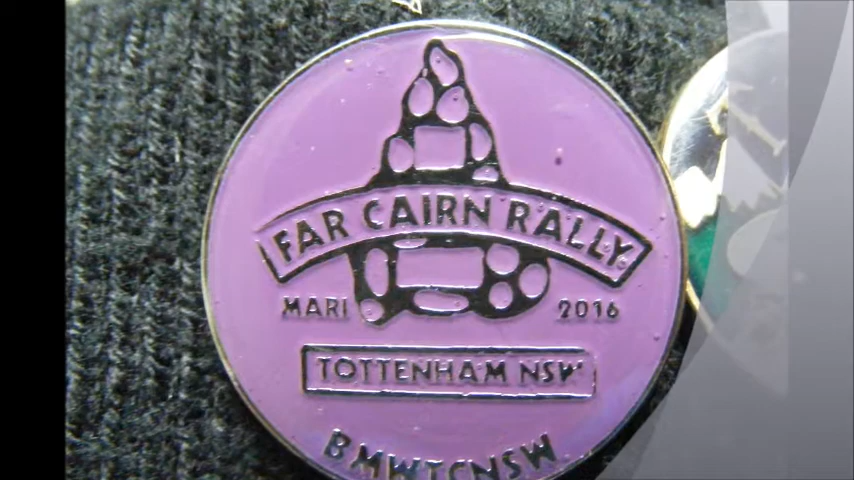 FAR CAIRN RALLY
MARI 2016
TOTTENHAM NSW
BMWTCNSW